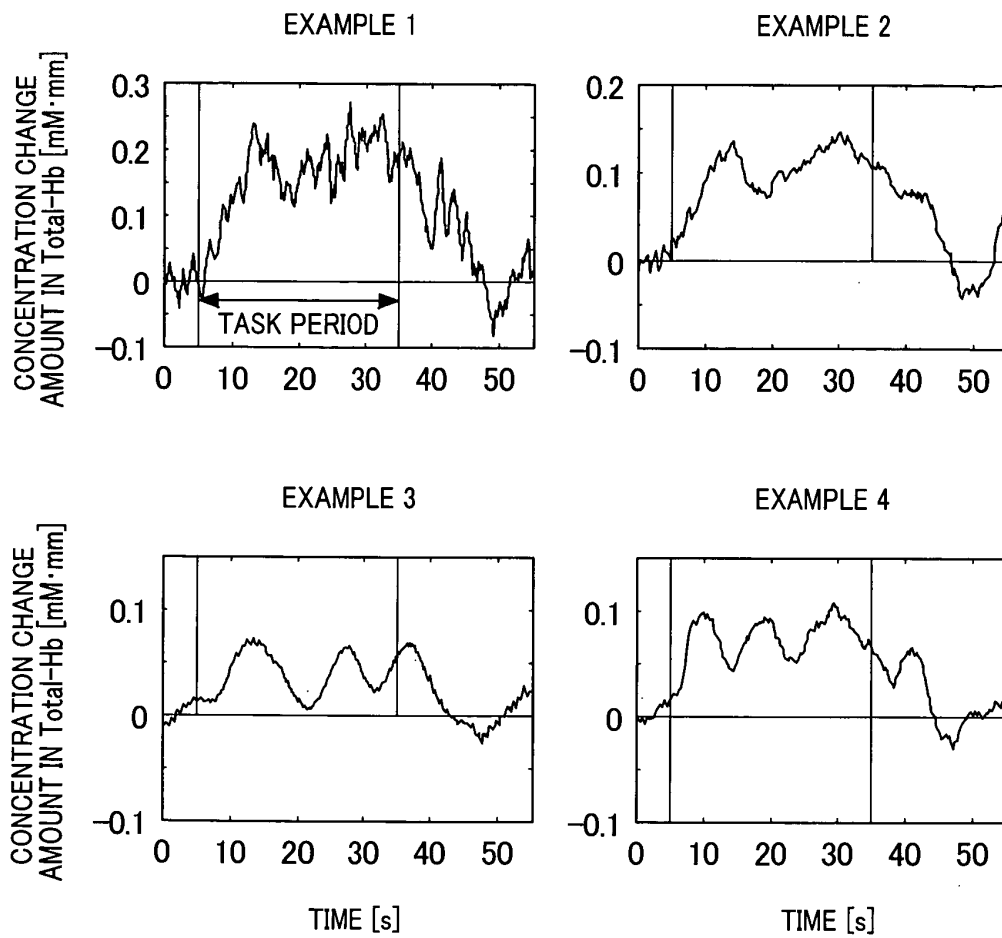 EXAMPLE 1
CONCENTRATION CHANGE
AMOUNT IN Total-Hb [mM·mm]
0.3
0.2
0.1
0
−0.1
TASK PERIOD
0 10 20 30 40 50
EXAMPLE 2
0.2
0.1
0
−0.1
0 10 20 30 40 50
EXAMPLE 3
CONCENTRATION CHANGE
AMOUNT IN Total-Hb [mM·mm]
0.1
0
−0.1
0 10 20 30 40 50
TIME [s]
EXAMPLE 4
0.1
0
−0.1
0 10 20 30 40 50
TIME [s]